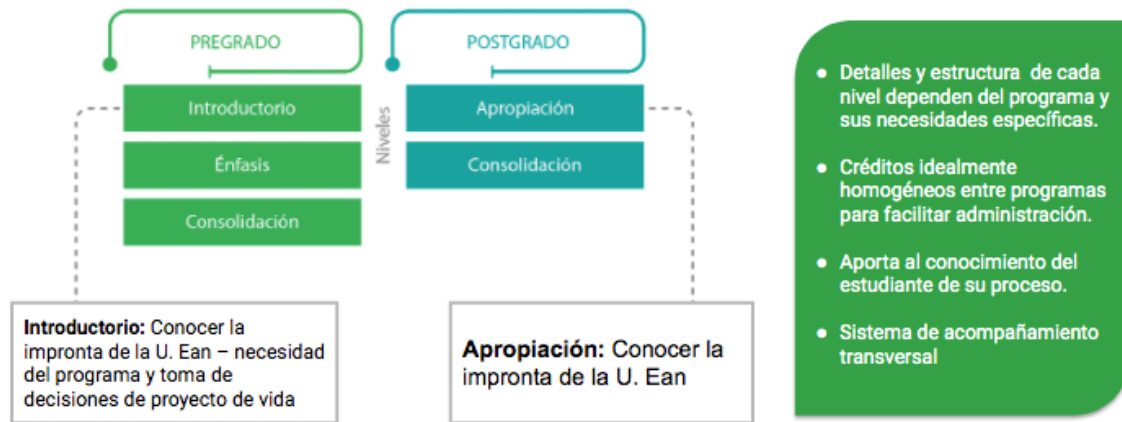 PREGRADO
Introductorio
Énfasis
Consolidación
Niveles
POSTGRADO
Apropiación
Consolidación
Introductorio: Conocer la
impronta de la U. Ean – necesidad
del programa y toma de
decisiones de proyecto de vida
Apropiación: Conocer la
impronta de la U. Ean
● Detalles y estructura de cada
nivel dependen del programa y
sus necesidades específicas.
● Créditos idealmente
homogéneos entre programas
para facilitar administración.
● Aporta al conocimiento del
estudiante de su proceso.
● Sistema de acompañamiento
transversal